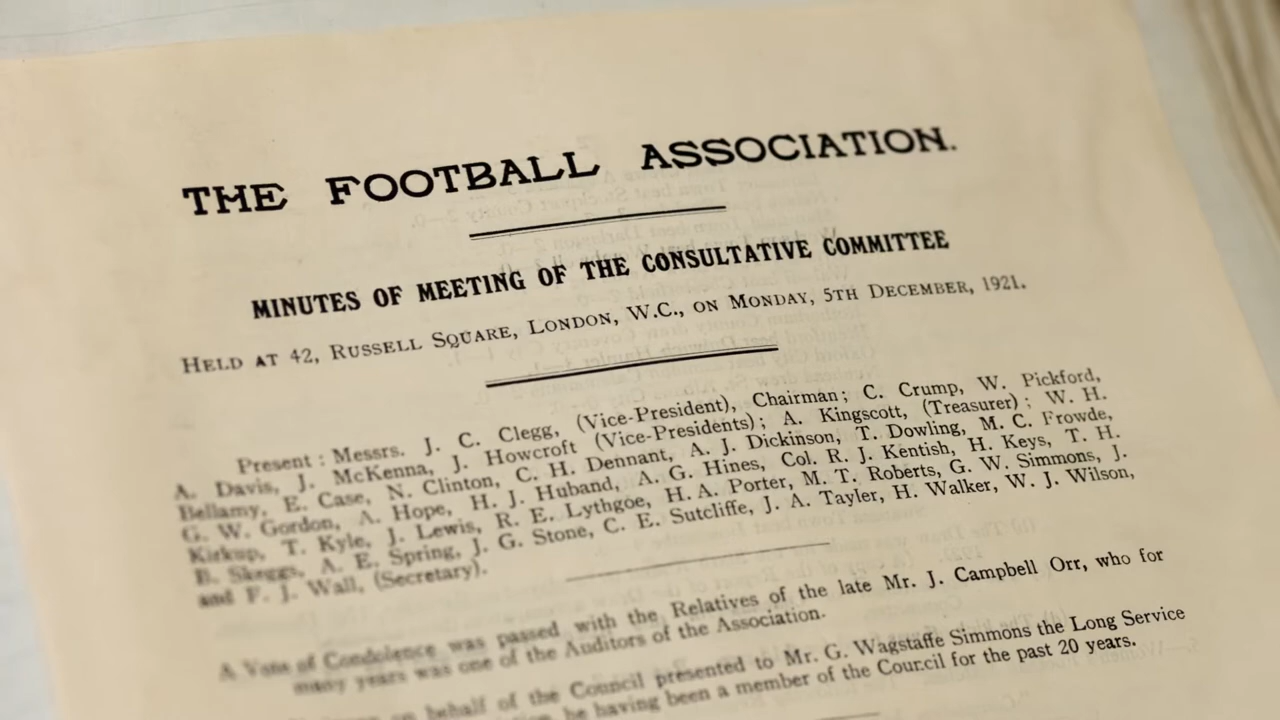 THE FOOTBALL ASSOCIATION.
MINUTES OF MEETING OF THE CONSULTATIVE COMMITTEE
HELD AT 42, RUSSELL SQUARE, LONDON, W.C., ON MONDAY, 5TH DECEMBER, 1921.
Present : Messrs. J. C. Clegg, (Vice-President), Chairman; C. Crump, W. Pickford,
A. Davis, J. McKenna, J. Howcroft (Vice-Presidents); A. Kingscott, (Treasurer); W. H.
Bellamy, E. Case, N. Clinton, C. H. Dennant, A. J. Dickinson, T. Dowling, M. C. Frowde,
G. W. Gordon, A. Hope, H. J. Huband, A. G. Hines, Col. R. J. Kentish, H. Keys, T. H.
Kirkup, T. Kyle, J. Lewis, R. E. Lythgoe, H. A. Porter, M. T. Roberts, G. W. Simmons, J.
B. Skeggs, A. E. Spring, J. G. Stone, C. E. Sutcliffe, J. A. Tayler, H. Walker, W. J. Wilson,
and F. J. Wall, (Secretary).
A Vote of Condolence was passed with the Relatives of the late Mr. J. Campbell Orr, who for
many years was one of the Auditors of the Association.
on behalf of the Council presented to Mr. G. Wagstaffe Simmons the Long Service
he having been a member of the Council for the past 20 years.